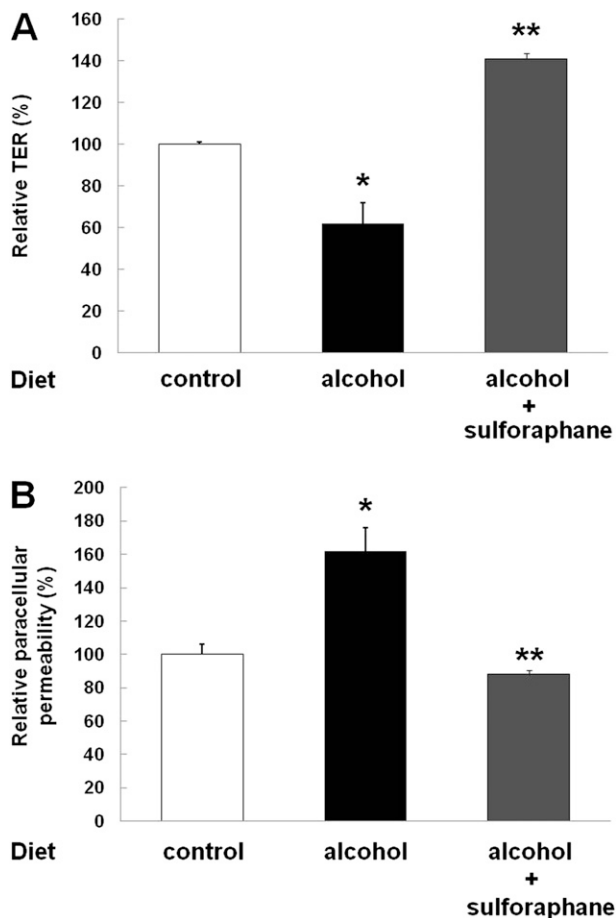 A
Relative TER (%)
160
140
120
100
80
60
40
20
0
*
**
Diet
control
alcohol
alcohol
+
sulforaphane
B
Relative paracellular
permeability (%)
200
180
160
140
120
100
80
60
40
20
0
*
**
Diet
control
alcohol
alcohol
+
sulforaphane